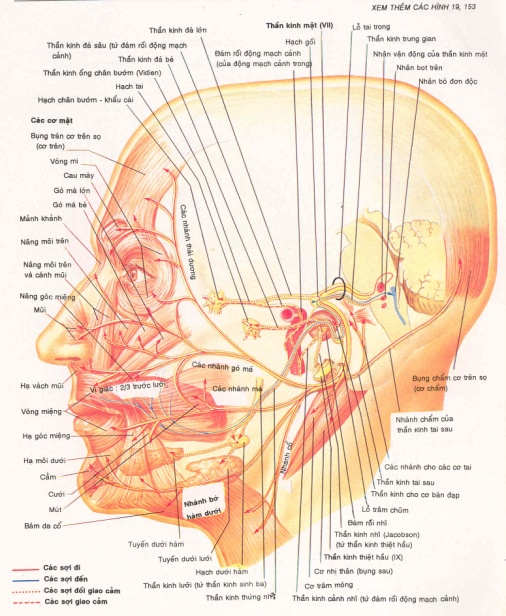 XEM THÊM CÁC HÌNH 19, 153
Thần kinh đá lớn
Thần kinh mặt (VII)
Lỗ tai trong
Thần kinh đá sâu (từ đám rối động mạch
cảnh)
Hạch gối
Thần kinh trung gian
Thần kinh đá bé
Đám rối động mạch cảnh
(của động mạch cảnh trong)
Nhân vận động của thần kinh mặt
Thần kinh ống chân bướm (Vidien)
Nhân bọt trên
Hạch tai
Nhân bó đơn độc
Hạch chân bướm - khẩu cái
Các cơ mặt
Bụng trán cơ trên sọ
(cơ trán)
Vòng mi
Cau mày
Gò má lớn
Gò má bé
Mảnh khảnh
Nâng môi trên
Nâng môi trên
và cánh mũi
Nâng góc miệng
Mũi
Các nhánh thái dương
Hạ vách mũi
Vị giác : 2/3 trước lưỡi
Các nhánh gò má
Các nhánh má
Bụng chẩm cơ trên sọ
(cơ chẩm)
Vòng miệng
Nhánh chẩm của
thần kinh tai sau
Hạ góc miệng
Hạ môi dưới
Nhánh cổ
Cằm
Các nhánh cho các cơ tai
Cười
Thần kinh tai sau
Mút
Nhánh bờ
hàm dưới
Thần kinh cho cơ bản đạp
Bám da cổ
Lỗ trâm chũm
Đám rối nhĩ
Tuyến dưới hàm
Thần kinh nhĩ (Jacobson)
(từ thần kinh thiệt hầu)
Tuyến dưới lưỡi
Thần kinh thiệt hầu (IX)
Hạch dưới hàm
Cơ nhị thân (bụng sau)
Thần kinh lưỡi (từ thần kinh sinh ba)
Cơ trâm móng
Thần kinh thừng nhĩ
Thần kinh cảnh nhĩ (từ đám rối động mạch cảnh)
Các sợi đi
Các sợi đến
Các sợi đối giao cảm
Các sợi giao cảm